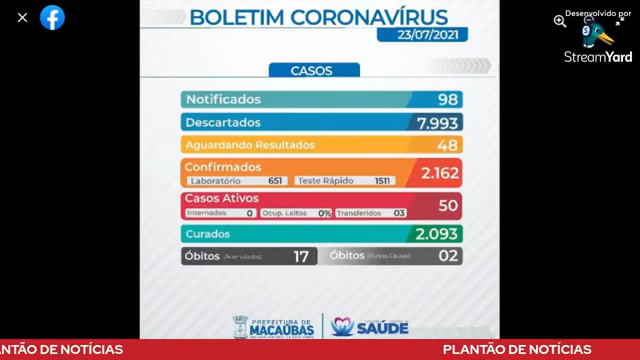 Desenvolvido por
StreamYard
BOLETIM CORONAVÍRUS
23/07/2021
CASOS
Notificados 98
Descartados 7.993
Aguardando Resultados 48
Confirmados 2.162
Laboratório 651 Teste Rápido 1511
Casos Ativos 50
Internados 0 Ocup. Leitos 0% Transferidos 03
Curados 2.093
Óbitos (Acumulados) 17 Óbitos (Outras Causas) 02
PREFEITURA DE
MACAÚBAS
SAÚDE
ANTÃO DE NOTÍCIAS PLANTÃO DE NOTÍCIAS